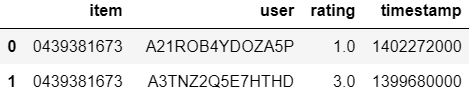 item user rating timestamp
0 0439381673 A21ROB4YDOZA5P 1.0 1402272000
1 0439381673 A3TNZ2Q5E7HTHD 3.0 1399680000